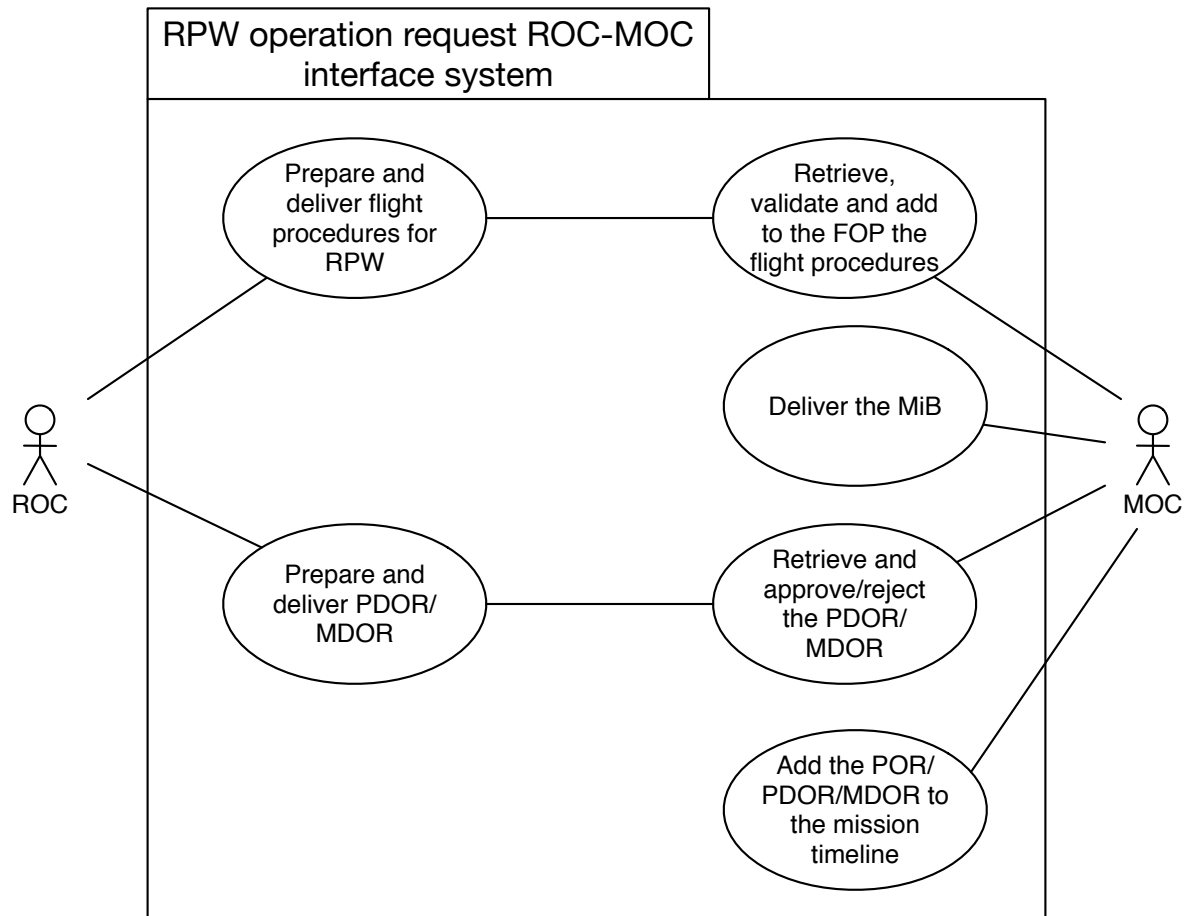 RPW operation request ROC-MOC
interface system
Prepare and
deliver flight
procedures for
RPW
Retrieve,
validate and add
to the FOP the
flight procedures
Deliver the MiB
ROC
MOC
Prepare and
deliver PDOR/
MDOR
Retrieve and
approve/reject
the PDOR/
MDOR
Add the POR/
PDOR/MDOR to
the mission
timeline